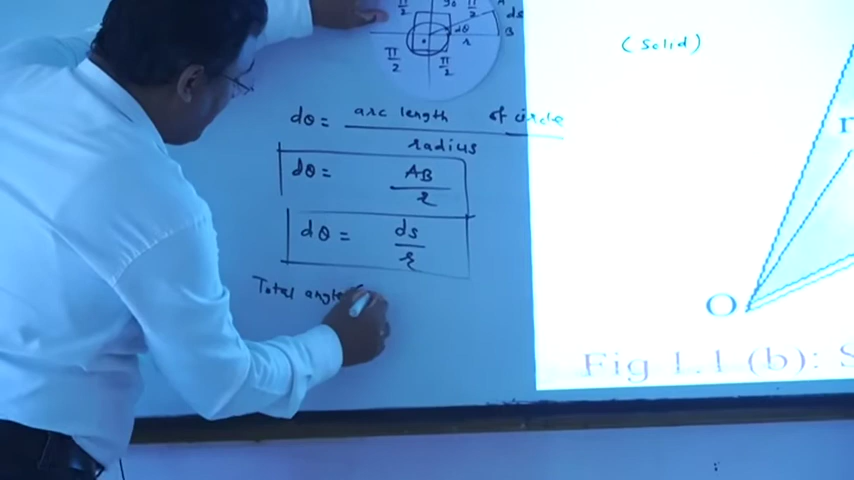 π/2 90 π/2 A
ds
dθ
r B
π/2 π/2
(Solid)
dθ = arc length of circle / radius
dθ = AB / r
dθ = ds / r
Total angle
O
Fig 1.1 (b): S